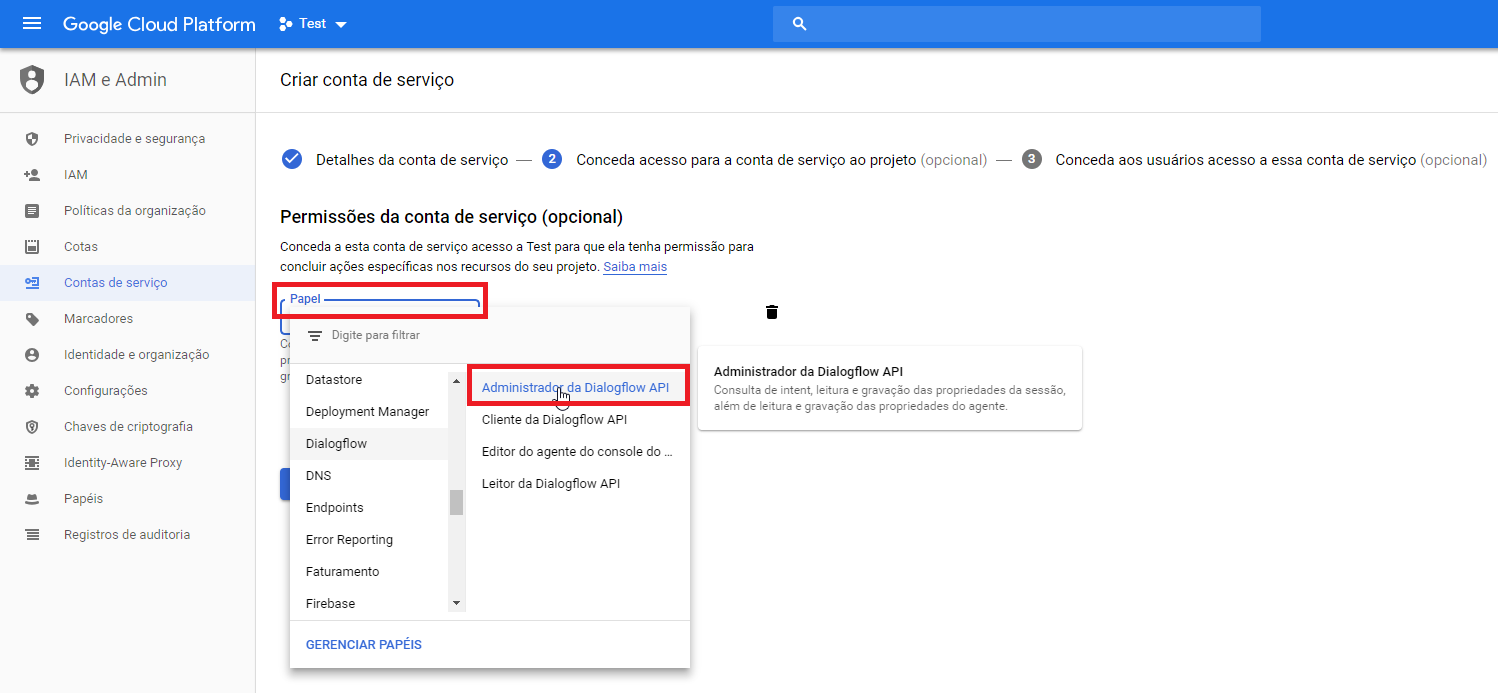 Google Cloud Platform
Test
IAM e Admin
Privacidade e segurança
IAM
Políticas da organização
Cotas
Contas de serviço
Marcadores
Identidade e organização
Configurações
Chaves de criptografia
Identity-Aware Proxy
Papéis
Registros de auditoria
Criar conta de serviço
Detalhes da conta de serviço — 2 Conceda acesso para a conta de serviço ao projeto (opcional) — 3 Conceda aos usuários acesso a essa conta de serviço (opcional)
Permissões da conta de serviço (opcional)
Conceda a esta conta de serviço acesso a Test para que ela tenha permissão para
concluir ações específicas nos recursos do seu projeto. Saiba mais
Papel
Digite para filtrar
Datastore
Deployment Manager
Dialogflow
DNS
Endpoints
Error Reporting
Faturamento
Firebase
Administrador da Dialogflow API
Cliente da Dialogflow API
Editor do agente do console do ...
Leitor da Dialogflow API
GERENCIAR PAPÉIS
Administrador da Dialogflow API
Consulta de intent, leitura e gravação das propriedades da sessão,
além de leitura e gravação das propriedades do agente.